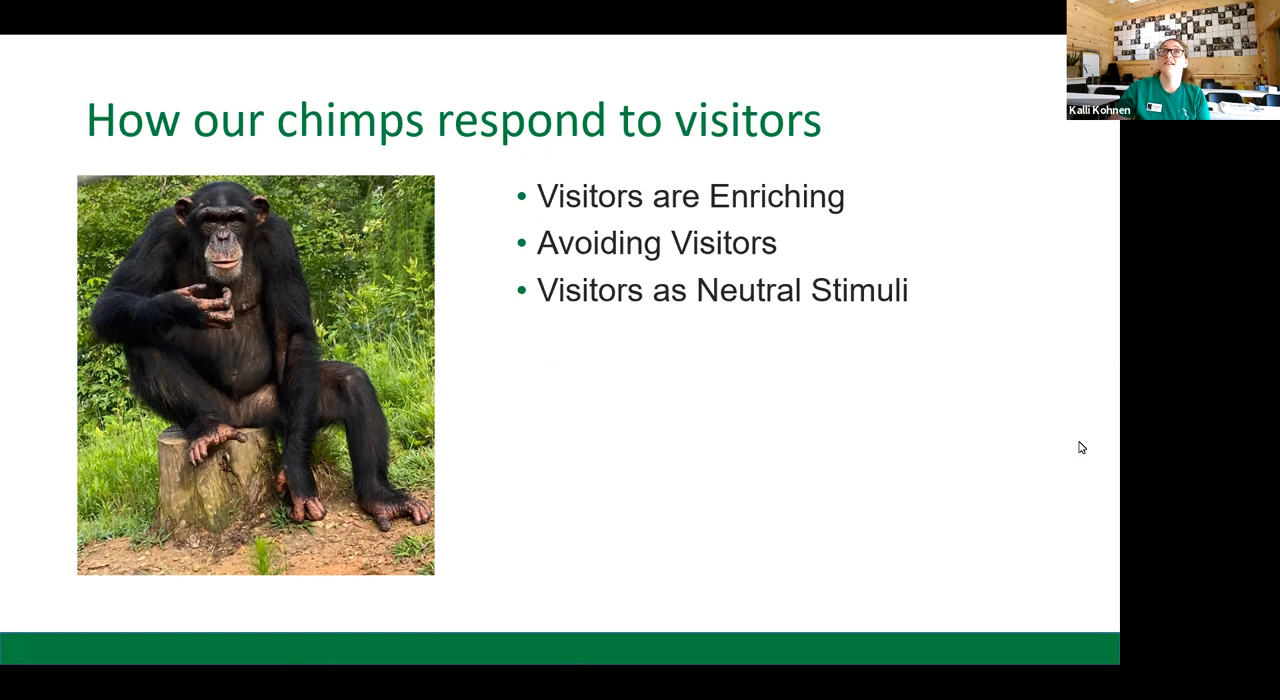 How our chimps respond to visitors
• Visitors are Enriching
• Avoiding Visitors
• Visitors as Neutral Stimuli
Kalli Kohnen